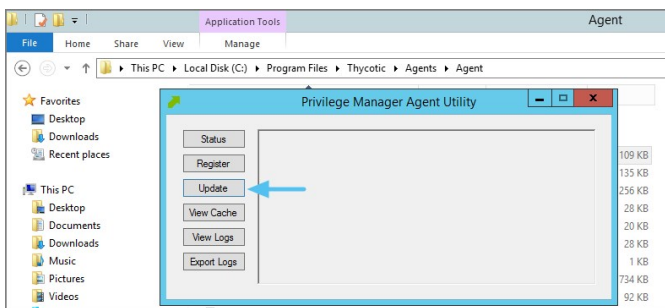 Application Tools
Agent
File Home Share View Manage
This PC Local Disk (C:) Program Files Thycotic Agents Agent
Favorites
Desktop
Downloads
Recent places
This PC
Desktop
Documents
Downloads
Music
Pictures
Videos
Privilege Manager Agent Utility
Status
Register
Update
View Cache
View Logs
Export Logs
109 KB
135 KB
256 KB
28 KB
20 KB
28 KB
1 KB
734 KB
92 KB